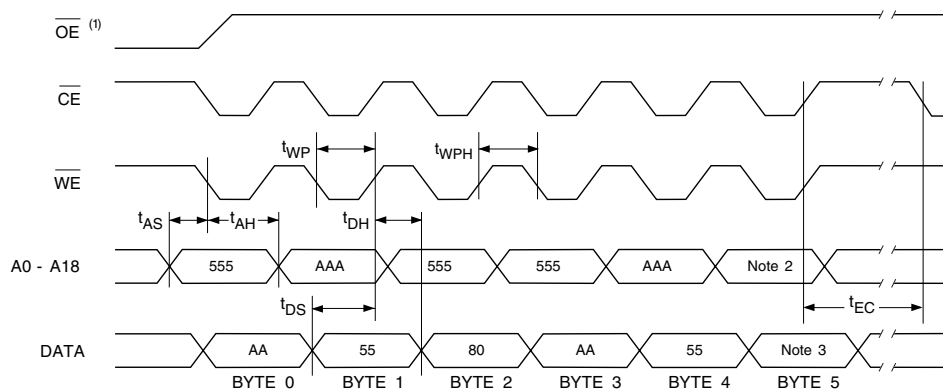 OE (1)
CE
tWP
tWPH
WE
tAS
tAH
tDH
A0 - A18
555
AAA
555
555
AAA
Note 2
tDS
tEC
DATA
AA
55
80
AA
55
Note 3
BYTE 0
BYTE 1
BYTE 2
BYTE 3
BYTE 4
BYTE 5